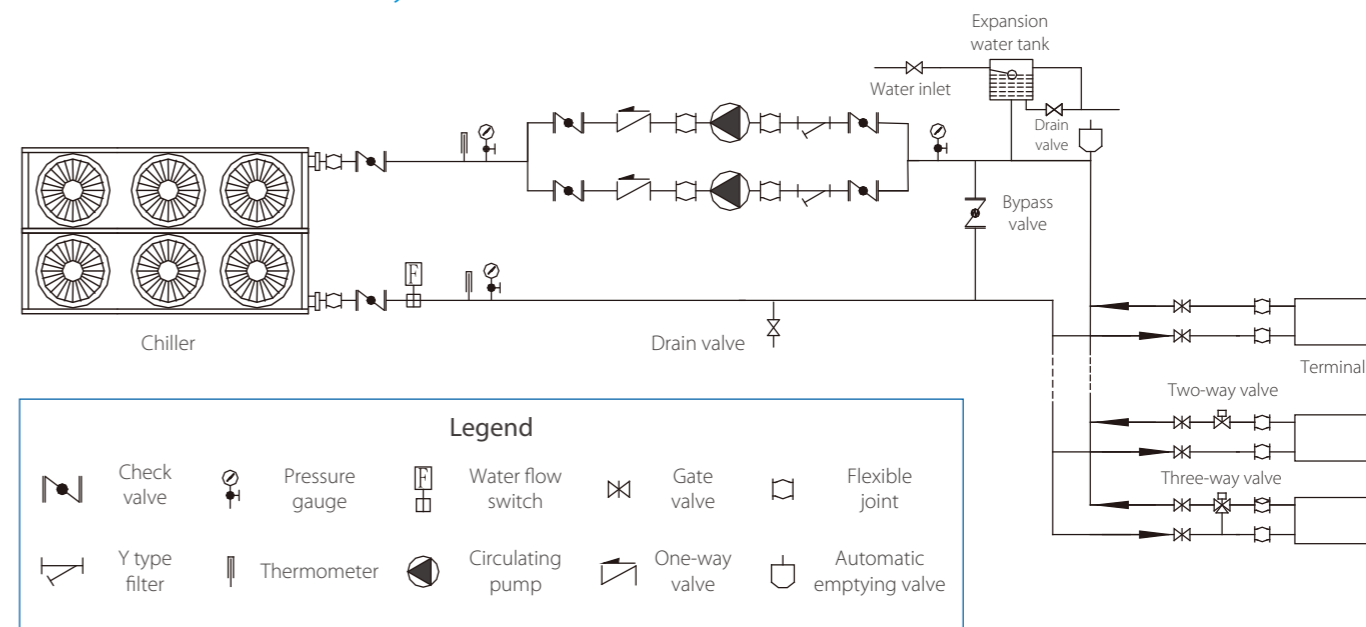 Expansion
water tank
Water inlet
Drain
valve
Bypass
valve
F
Chiller
Drain valve
Terminal
Two-way valve
Three-way valve
Legend
Check
valve
Pressure
gauge
F
Water flow
switch
Gate
valve
Flexible
joint
Y type
filter
Thermometer
Circulating
pump
One-way
valve
Automatic
emptying valve